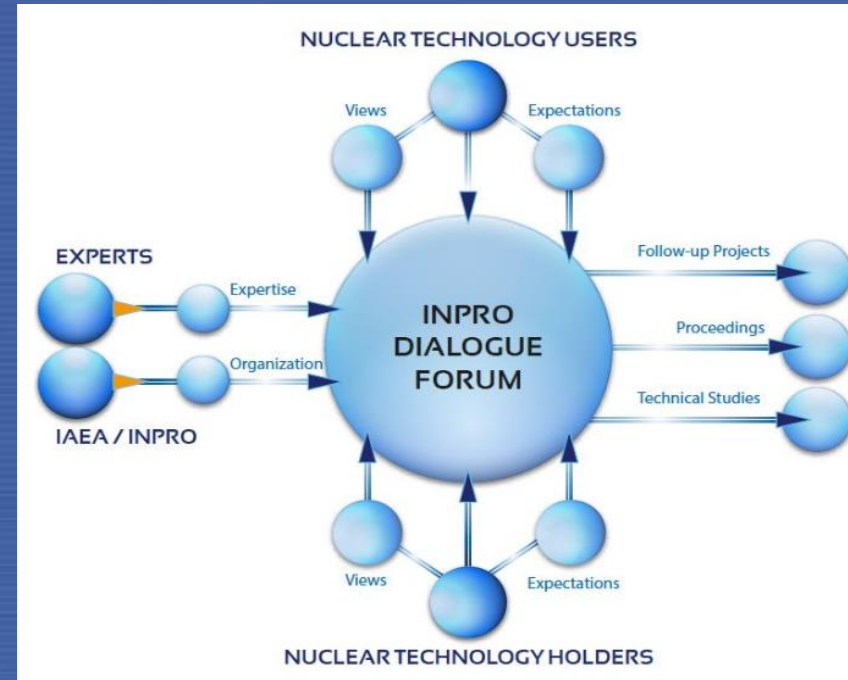 NUCLEAR TECHNOLOGY USERS
Views
Expectations
EXPERTS
Expertise
Follow-up Projects
INPRO
DIALOGUE
FORUM
Proceedings
Organization
Technical Studies
IAEA / INPRO
Views
Expectations
NUCLEAR TECHNOLOGY HOLDERS